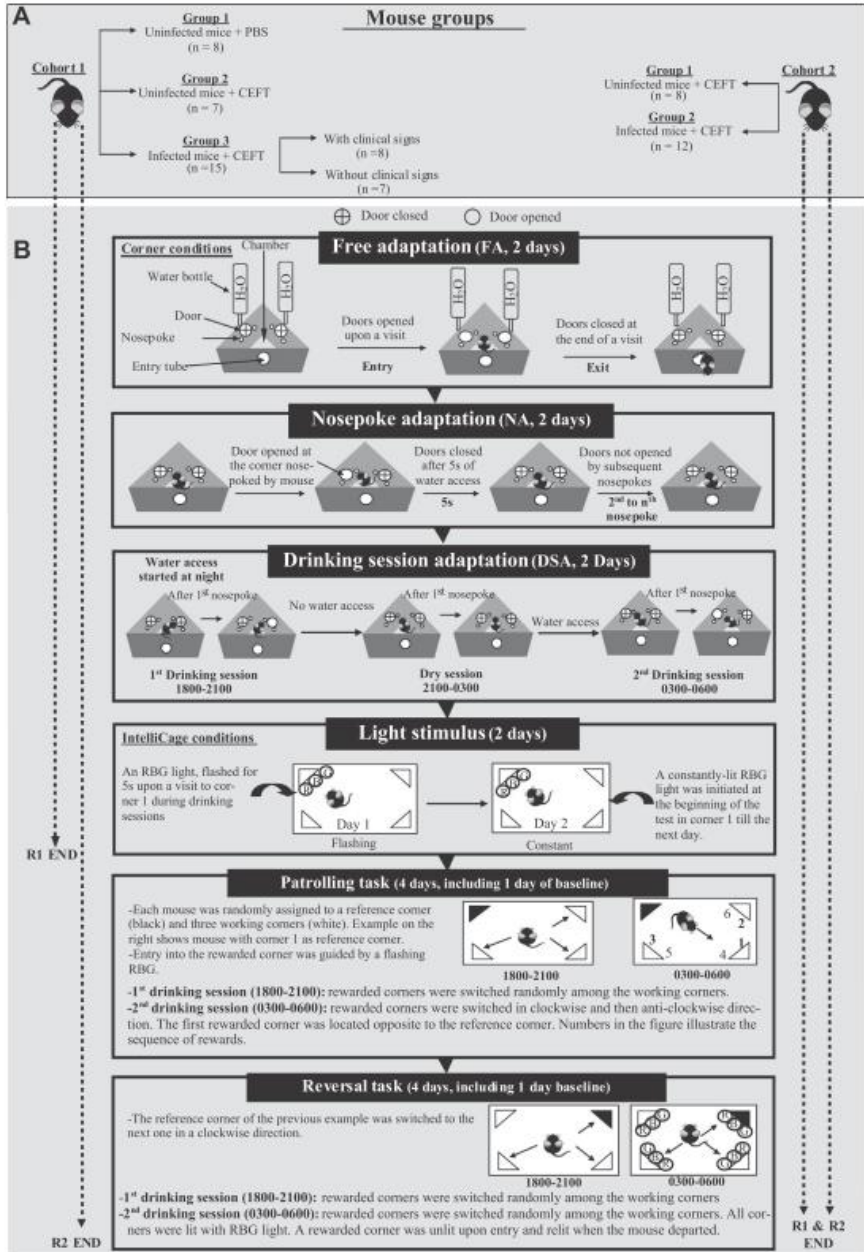 A
Mouse groups
Group 1
Uninfected mice + PBS
(n = 8)
Cohort 1
Group 2
Uninfected mice + CEFT
(n = 7)
Group 3
Infected mice + CEFT
(n =15)
With clinical signs
(n =8)
Without clinical signs
(n =7)
Group 1
Uninfected mice + CEFT
(n = 8)
Cohort 2
Group 2
Infected mice + CEFT
(n = 12)
Door closed
Door opened
B
Free adaptation (FA, 2 days)
Corner conditions
Chamber
Water bottle
H₂O
H₂O
H₂O
H₂O
H₂O
H₂O
Door
Nosepoke
Entry tube
Doors opened
upon a visit
Entry
Doors closed at
the end of a visit
Exit
Nosepoke adaptation (NA, 2 days)
Door opened at
the corner nose-
poked by mouse
Doors closed
after 5s of
water access
5s
Doors not opened
by subsequent
nosepokes
2nd to nth
nosepoke
Drinking session adaptation (DSA, 2 Days)
Water access
started at night
After 1st nosepoke
No water access
After 1st nosepoke
Water access
After 1st nosepoke
1st Drinking session
1800-2100
Dry session
2100-0300
2nd Drinking session
0300-0600
Light stimulus (2 days)
IntelliCage conditions
An RBG light, flashed for
5s upon a visit to cor-
ner 1 during drinking
sessions
R B G
Day 1
Flashing
R B G
Day 2
Constant
A constantly-lit RBG
light was initiated at
the beginning of the
test in corner 1 till the
next day.
R1 END
Patrolling task (4 days, including 1 day of baseline)
-Each mouse was randomly assigned to a reference corner
(black) and three working corners (white). Example on the
right shows mouse with corner 1 as reference corner.
-Entry into the rewarded corner was guided by a flashing
RBG.
1800-2100
6
2
3
5
4
1
0300-0600
-1st drinking session (1800-2100): rewarded corners were switched randomly among the working corners.
-2nd drinking session (0300-0600): rewarded corners were switched in clockwise and then anti-clockwise direc-
tion. The first rewarded corner was located opposite to the reference corner. Numbers in the figure illustrate the
sequence of rewards.
Reversal task (4 days, including 1 day baseline)
-The reference corner of the previous example was switched to the
next one in a clockwise direction.
1800-2100
0300-0600
-1st drinking session (1800-2100): rewarded corners were switched randomly among the working corners
-2nd drinking session (0300-0600): rewarded corners were switched randomly among the working corners. All cor-
ners were lit with RBG light. A rewarded corner was unlit upon entry and relit when the mouse departed.
R2 END
R1 & R2
END